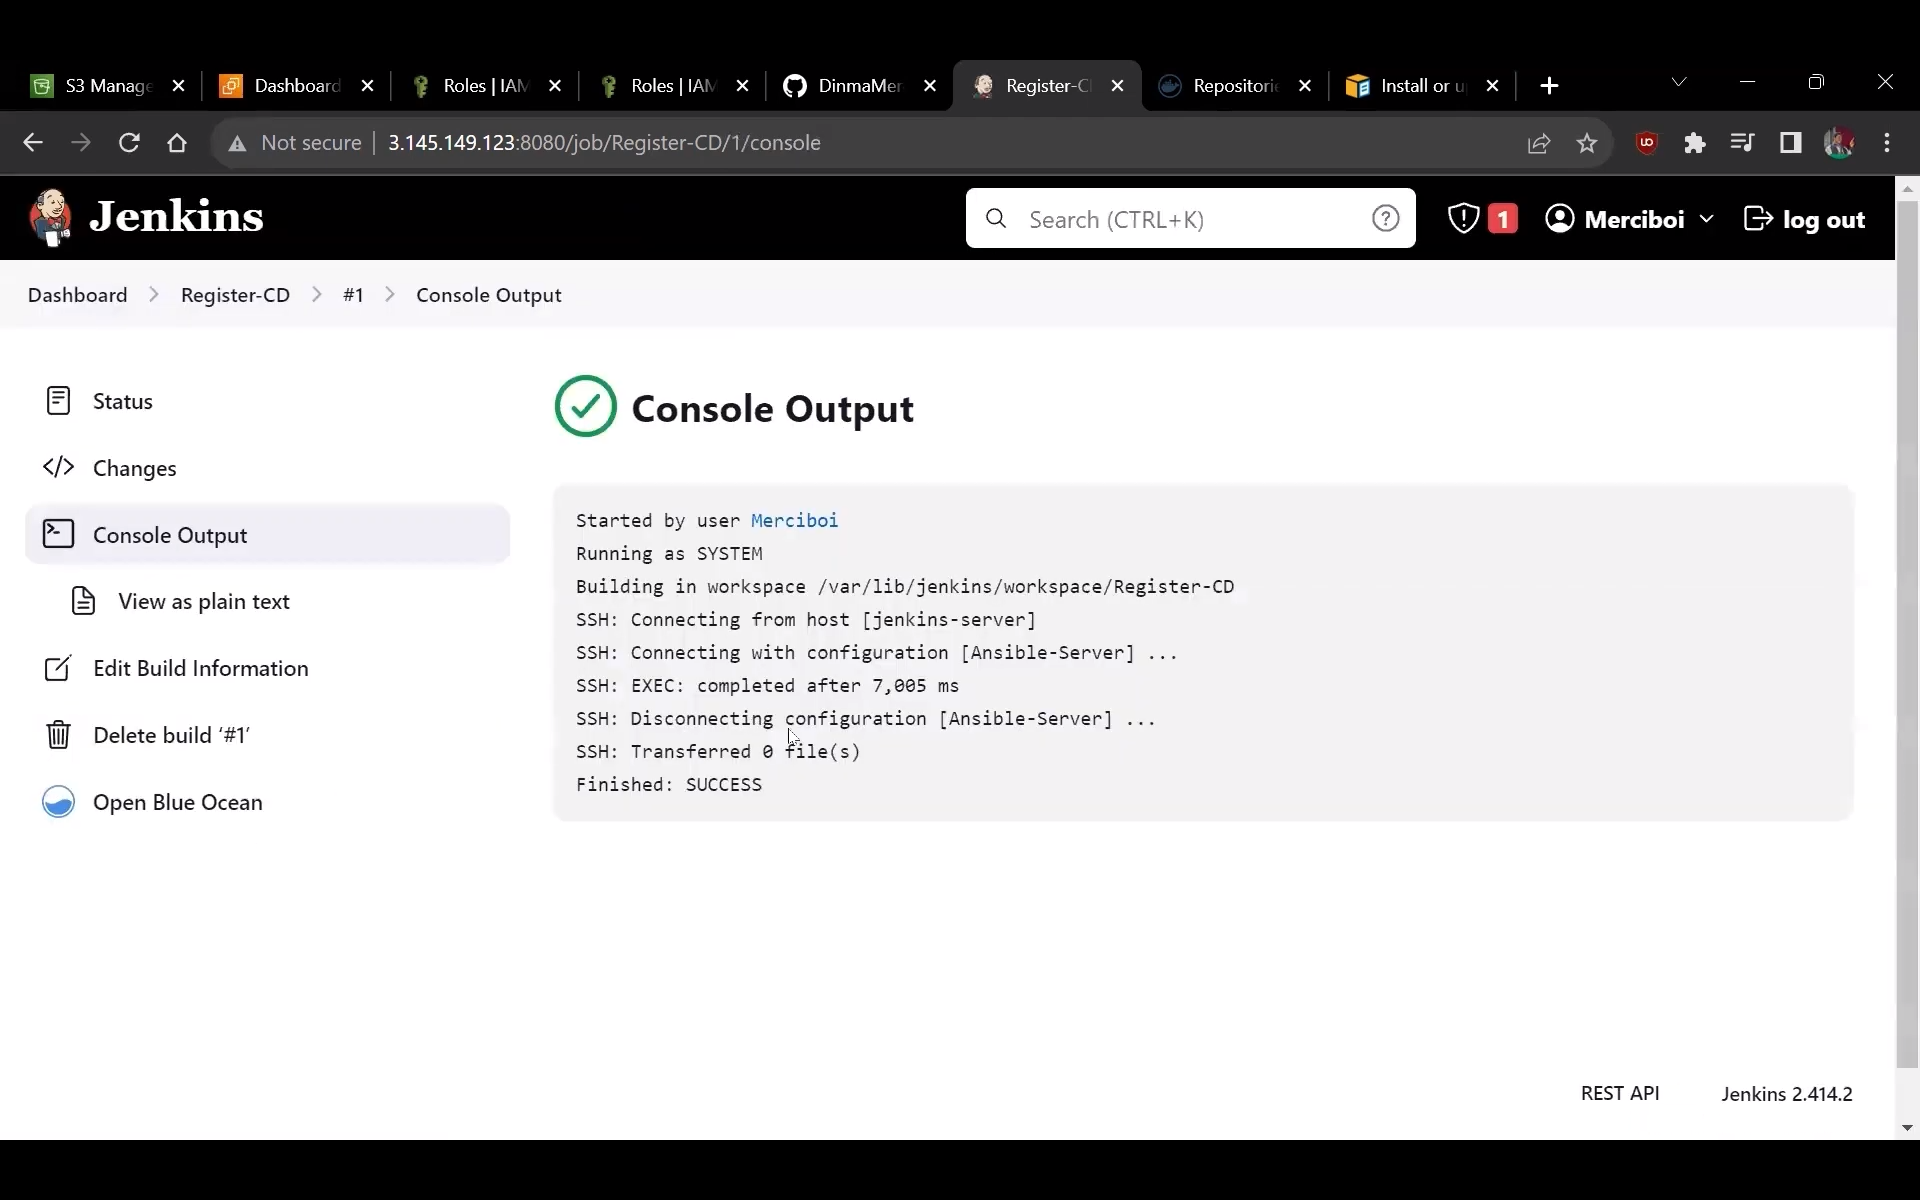 S3 Manage
Dashboard
Roles | IAM
Roles | IAM
DinmaMer
Register-C
Repositorie
Install or u
Not secure
3.145.149.123:8080/job/Register-CD/1/console
Jenkins
Search (CTRL+K)
1
Merciboi
log out
Dashboard
Register-CD
#1
Console Output
Status
Changes
Console Output
View as plain text
Edit Build Information
Delete build ‘#1’
Open Blue Ocean
Console Output
Started by user Merciboi
Running as SYSTEM
Building in workspace /var/lib/jenkins/workspace/Register-CD
SSH: Connecting from host [jenkins-server]
SSH: Connecting with configuration [Ansible-Server] ...
SSH: EXEC: completed after 7,005 ms
SSH: Disconnecting configuration [Ansible-Server] ...
SSH: Transferred 0 file(s)
Finished: SUCCESS
REST API
Jenkins 2.414.2